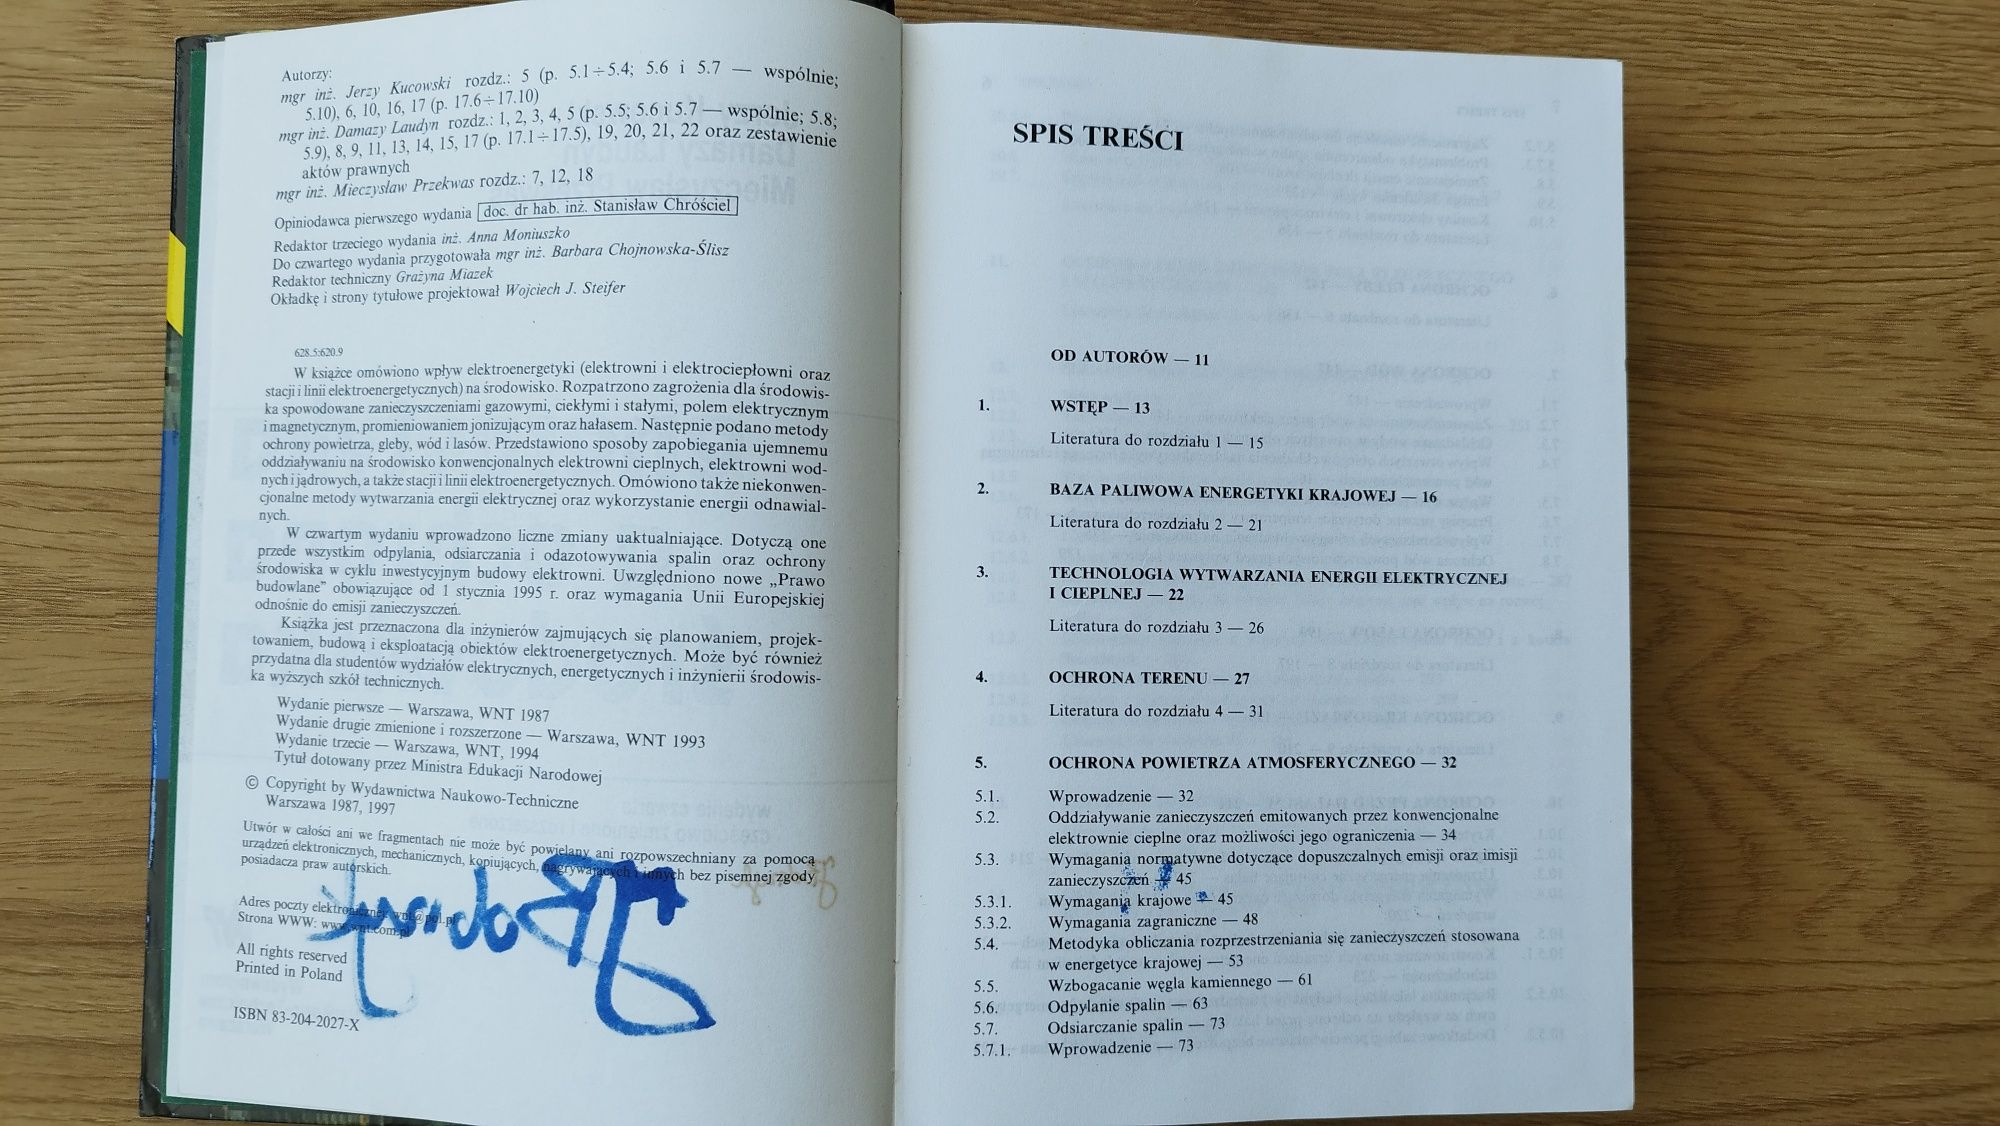 Autorzy:
mgr inż. Jerzy Kucowski rozdz.: 5 (p. 5.1÷5.4; 5.6 i 5.7 — wspólnie;
5.10), 6, 10, 16, 17 (p. 17.6÷17.10)
mgr inż. Damazy Laudyn rozdz.: 1, 2, 3, 4, 5 (p. 5.5; 5.6 i 5.7 — wspólnie; 5.8;
5.9), 8, 9, 11, 13, 14, 15, 17 (p. 17.1÷17.5), 19, 20, 21, 22 oraz zestawienie
aktów prawnych
mgr inż. Mieczysław Przekwas rozdz.: 7, 12, 18
Opiniodawca pierwszego wydania doc. dr hab. inż. Stanisław Chróściel
Redaktor trzeciego wydania inż. Anna Moniuszko
Do czwartego wydania przygotowała mgr inż. Barbara Chojnowska-Ślisz
Redaktor techniczny Grażyna Miazek
Okładkę i strony tytułowe projektował Wojciech J. Steifer
628.5:620.9
W książce omówiono wpływ elektroenergetyki (elektrowni i elektrociepłowni oraz
stacji i linii elektroenergetycznych) na środowisko. Rozpatrzono zagrożenia dla środowis-
ka spowodowane zanieczyszczeniami gazowymi, ciekłymi i stałymi, polem elektrycznym
i magnetycznym, promieniowaniem jonizującym oraz hałasem. Następnie podano metody
ochrony powietrza, gleby, wód i lasów. Przedstawiono sposoby zapobiegania ujemnemu
oddziaływaniu na środowisko konwencjonalnych elektrowni cieplnych, elektrowni wod-
nych i jądrowych, a także stacji i linii elektroenergetycznych. Omówiono także niekonwen-
cjonalne metody wytwarzania energii elektrycznej oraz wykorzystanie energii odnawial-
nych.
W czwartym wydaniu wprowadzono liczne zmiany uaktualniające. Dotyczą one
przede wszystkim odpylania, odsiarczania i odazotowywania spalin oraz ochrony
środowiska w cyklu inwestycyjnym budowy elektrowni. Uwzględniono nowe „Prawo
budowlane” obowiązujące od 1 stycznia 1995 r. oraz wymagania Unii Europejskiej
odnośnie do emisji zanieczyszczeń.
Książka jest przeznaczona dla inżynierów zajmujących się planowaniem, projek-
towaniem, budową i eksploatacją obiektów elektroenergetycznych. Może być również
przydatna dla studentów wydziałów elektrycznych, energetycznych i inżynierii środowis-
ka wyższych szkół technicznych.
Wydanie pierwsze — Warszawa, WNT 1987
Wydanie drugie zmienione i rozszerzone — Warszawa, WNT 1993
Wydanie trzecie — Warszawa, WNT, 1994
Tytuł dotowany przez Ministra Edukacji Narodowej
© Copyright by Wydawnictwa Naukowo-Techniczne
Warszawa 1987, 1997
Utwór w całości ani we fragmentach nie może być powielany ani rozpowszechniany za pomocą
urządzeń elektronicznych, mechanicznych, kopiujących, nagrywających i innych bez pisemnej zgody
posiadacza praw autorskich.
Adres poczty elektronicznej: wnt@pol.pl
Strona WWW: www.wnt.com.pl
All rights reserved
Printed in Poland
ISBN 83-204-2027-X
SPIS TREŚCI
OD AUTORÓW — 11
1. WSTĘP — 13
Literatura do rozdziału 1 — 15
2. BAZA PALIWOWA ENERGETYKI KRAJOWEJ — 16
Literatura do rozdziału 2 — 21
3. TECHNOLOGIA WYTWARZANIA ENERGII ELEKTRYCZNEJ
I CIEPLNEJ — 22
Literatura do rozdziału 3 — 26
4. OCHRONA TERENU — 27
Literatura do rozdziału 4 — 31
5. OCHRONA POWIETRZA ATMOSFERYCZNEGO — 32
5.1. Wprowadzenie — 32
5.2. Oddziaływanie zanieczyszczeń emitowanych przez konwencjonalne
elektrownie cieplne oraz możliwości jego ograniczenia — 34
5.3. Wymagania normatywne dotyczące dopuszczalnych emisji oraz imisji
zanieczyszczeń — 45
5.3.1. Wymagania krajowe — 45
5.3.2. Wymagania zagraniczne — 48
5.4. Metodyka obliczania rozprzestrzeniania się zanieczyszczeń stosowana
w energetyce krajowej — 53
5.5. Wzbogacanie węgla kamiennego — 61
5.6. Odpylanie spalin — 63
5.7. Odsiarczanie spalin — 73
5.7.1. Wprowadzenie — 73